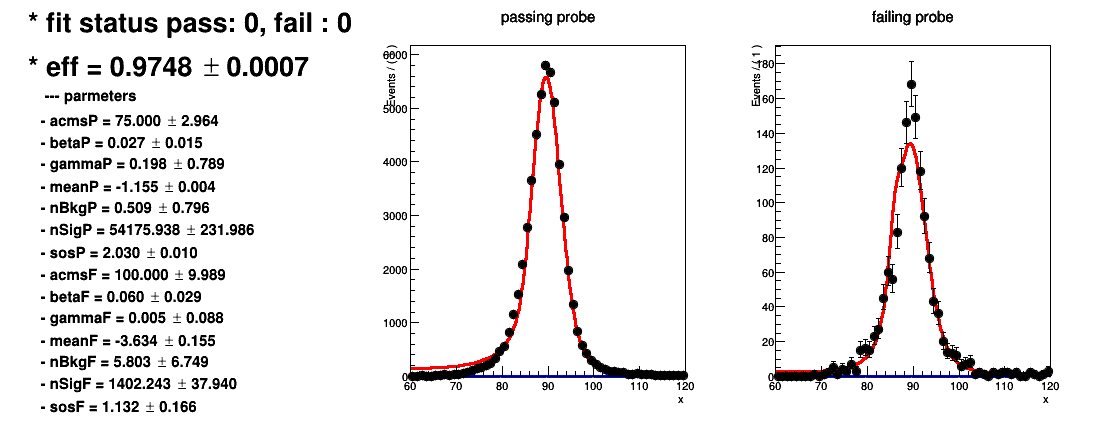 * fit status pass: 0, fail : 0
* eff = 0.9748 ± 0.0007
--- parmeters
- acmsP = 75.000 ± 2.964
- betaP = 0.027 ± 0.015
- gammaP = 0.198 ± 0.789
- meanP = -1.155 ± 0.004
- nBkgP = 0.509 ± 0.796
- nSigP = 54175.938 ± 231.986
- sosP = 2.030 ± 0.010
- acmsF = 100.000 ± 9.989
- betaF = 0.060 ± 0.029
- gammaF = 0.005 ± 0.088
- meanF = -3.634 ± 0.155
- nBkgF = 5.803 ± 6.749
- nSigF = 1402.243 ± 37.940
- sosF = 1.132 ± 0.166
passing probe
Events / ( 1 )
6000
5000
4000
3000
2000
1000
0
60 70 80 90 100 110 120
x
failing probe
Events / ( 1 )
180
160
140
120
100
80
60
40
20
0
60 70 80 90 100 110 120
x